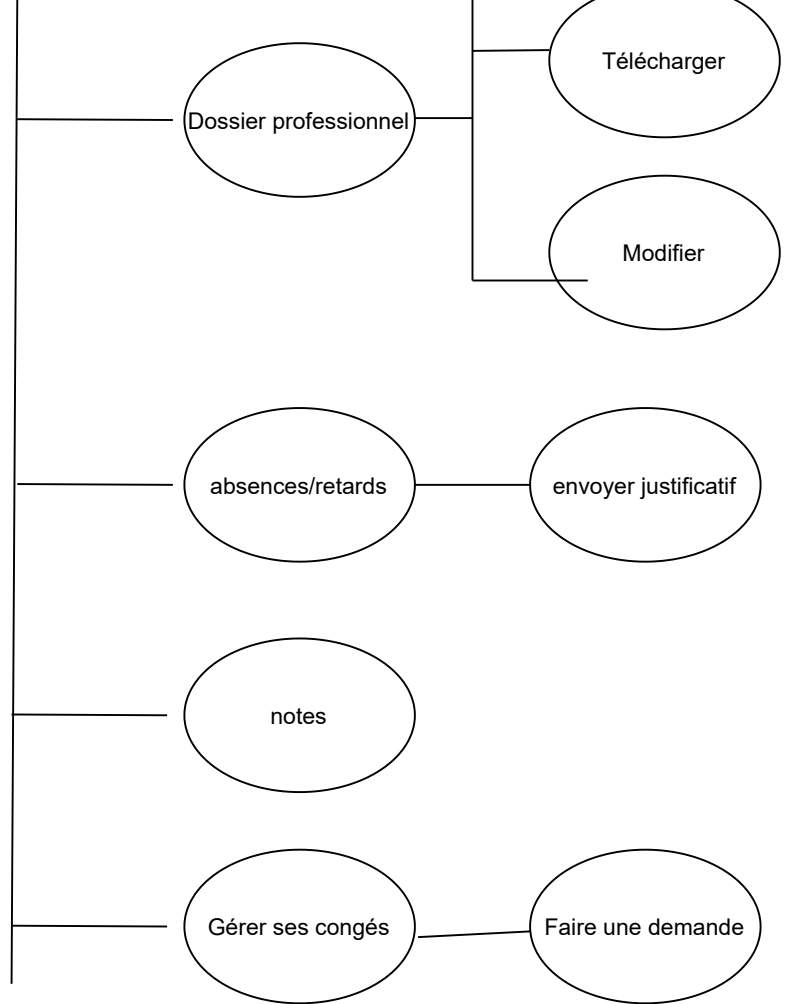 Télécharger
Dossier professionnel
Modifier
absences/retards
envoyer justificatif
notes
Gérer ses congés
Faire une demande